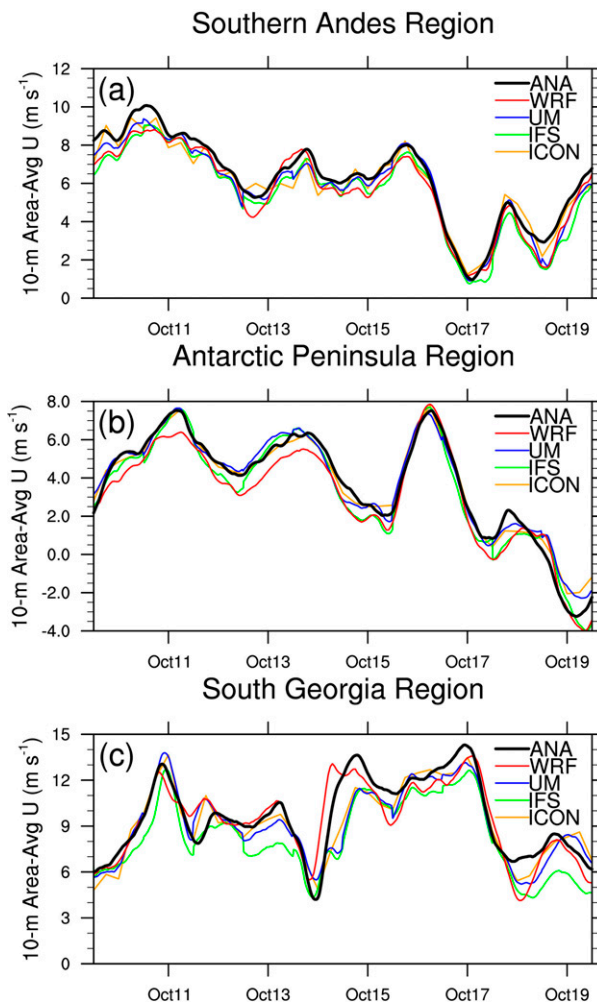 Southern Andes Region
(a)
10-m Area-Avg U (m s⁻¹)
12
10
8
6
4
2
0
ANA
WRF
UM
IFS
ICON
Oct11 Oct13 Oct15 Oct17 Oct19
Antarctic Peninsula Region
(b)
10-m Area-Avg U (m s⁻¹)
8.0
6.0
4.0
2.0
0.0
-2.0
-4.0
ANA
WRF
UM
IFS
ICON
Oct11 Oct13 Oct15 Oct17 Oct19
South Georgia Region
(c)
10-m Area-Avg U (m s⁻¹)
15
12
9
6
3
0
ANA
WRF
UM
IFS
ICON
Oct11 Oct13 Oct15 Oct17 Oct19